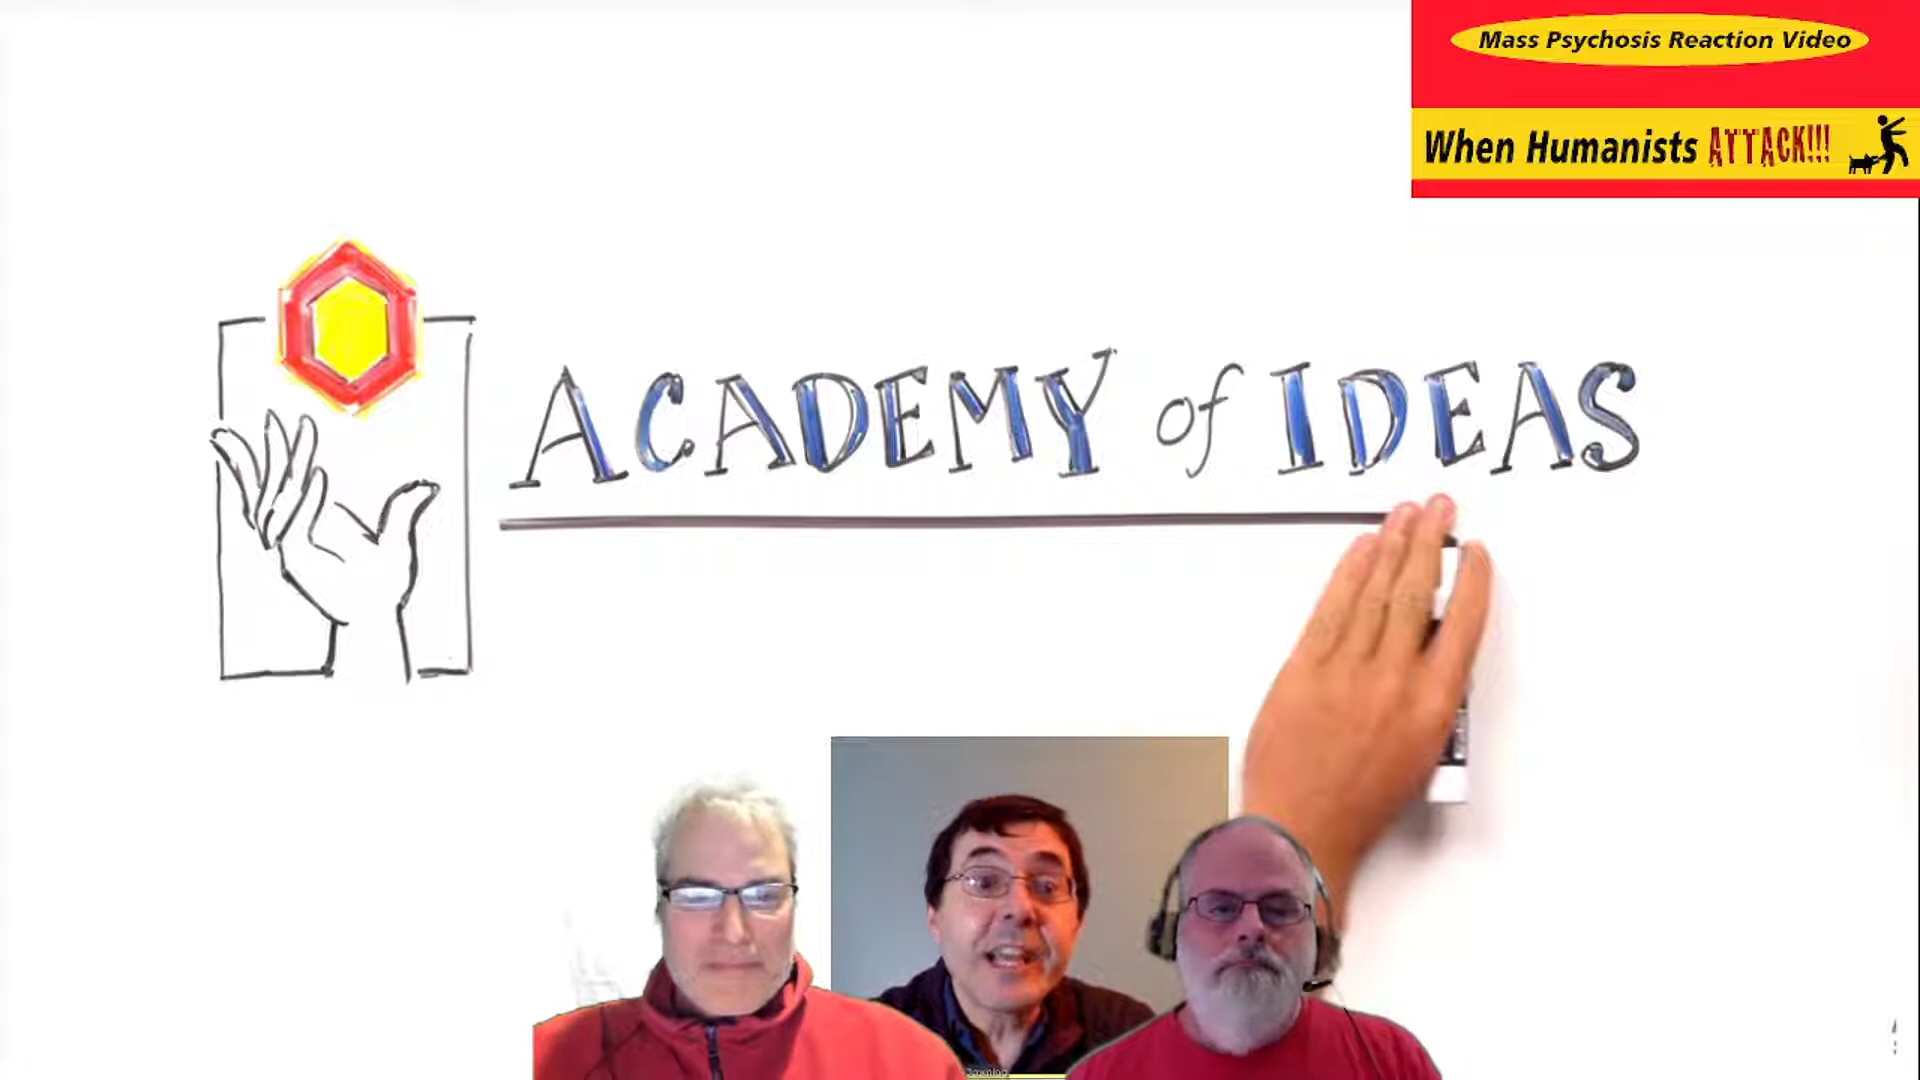 Mass Psychosis Reaction Video
When Humanists ATTACK!!!
ACADEMY of IDEAS